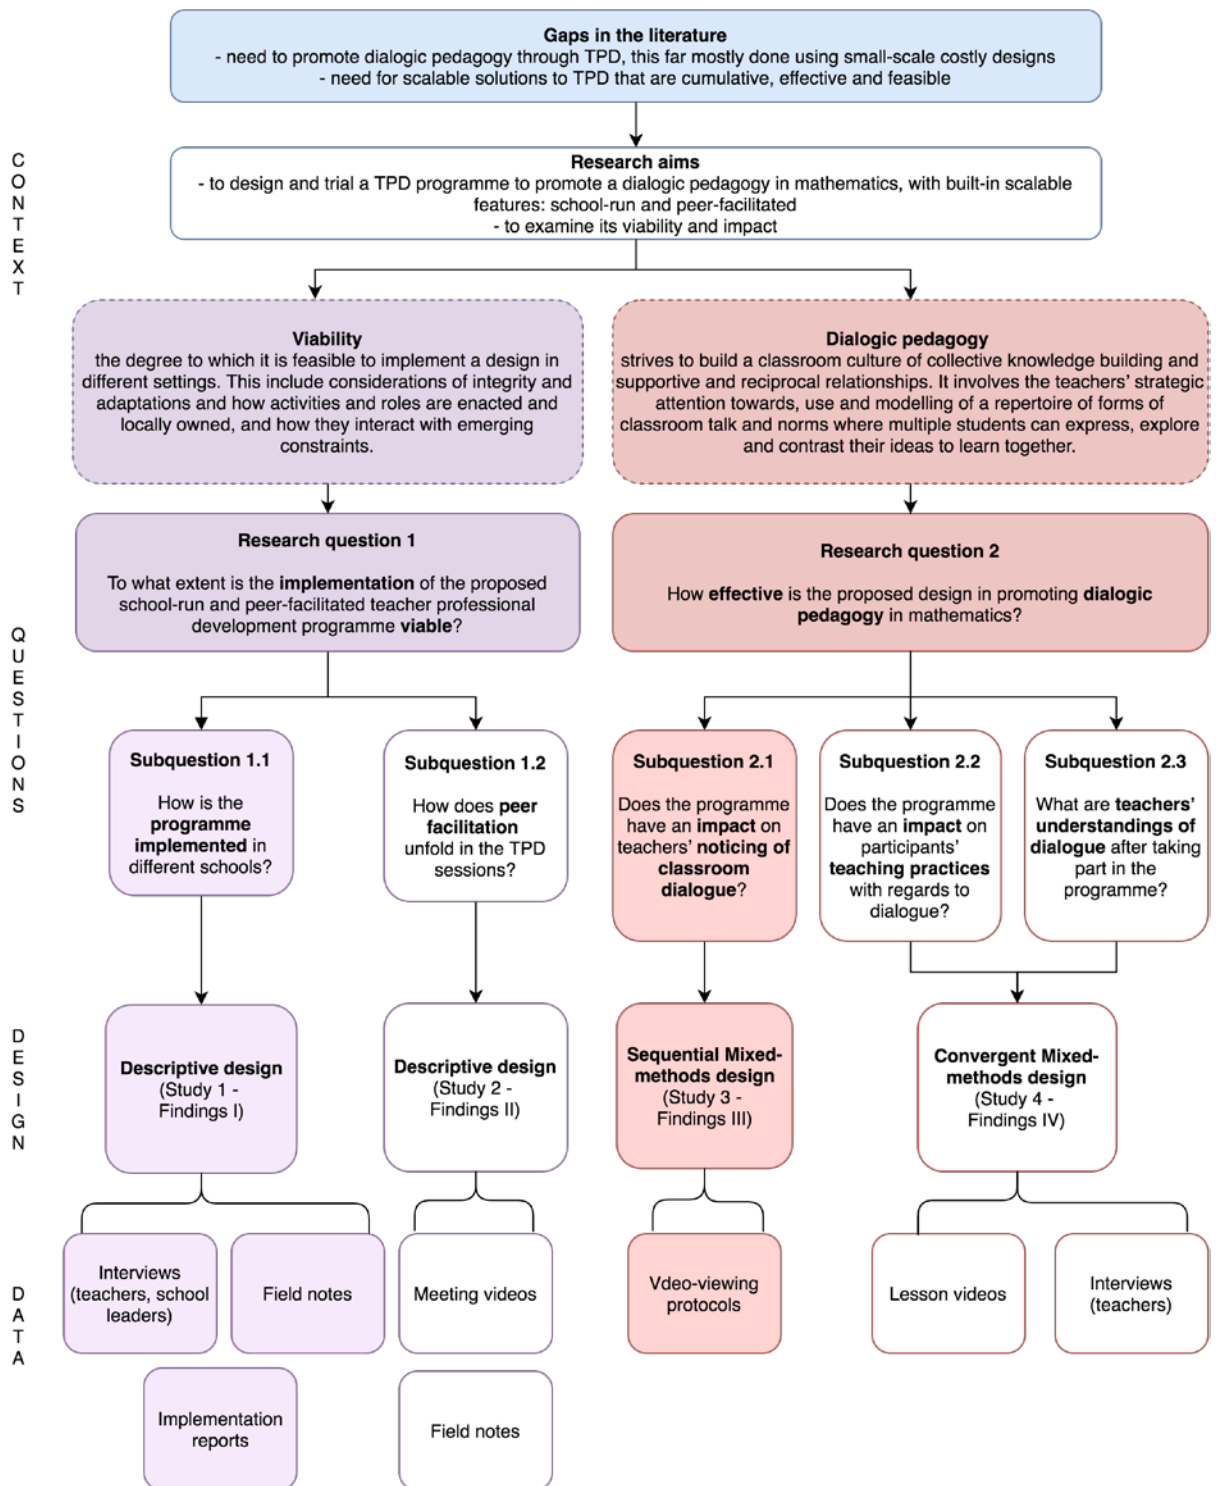 Gaps in the literature
- need to promote dialogic pedagogy through TPD, this far mostly done using small-scale costly designs
- need for scalable solutions to TPD that are cumulative, effective and feasible
CONTEXT
Research aims
- to design and trial a TPD programme to promote a dialogic pedagogy in mathematics, with built-in scalable
features: school-run and peer-facilitated
- to examine its viability and impact
Viability
the degree to which it is feasible to implement a design in
different settings. This include considerations of integrity and
adaptations and how activities and roles are enacted and
locally owned, and how they interact with emerging
constraints.
Dialogic pedagogy
strives to build a classroom culture of collective knowledge building and
supportive and reciprocal relationships. It involves the teachers' strategic
attention towards, use and modelling of a repertoire of forms of
classroom talk and norms where multiple students can express, explore
and contrast their ideas to learn together.
QUESTIONS
Research question 1
To what extent is the implementation of the proposed
school-run and peer-facilitated teacher professional
development programme viable?
Research question 2
How effective is the proposed design in promoting dialogic
pedagogy in mathematics?
Subquestion 1.1
How is the
programme
implemented in
different schools?
Subquestion 1.2
How does peer
facilitation
unfold in the TPD
sessions?
Subquestion 2.1
Does the programme
have an impact on
teachers' noticing of
classroom
dialogue?
Subquestion 2.2
Does the programme
have an impact on
participants'
teaching practices
with regards to
dialogue?
Subquestion 2.3
What are teachers'
understandings of
dialogue after taking
part in the
programme?
DESIGN
Descriptive design
(Study 1 -
Findings I)
Descriptive design
(Study 2 -
Findings II)
Sequential Mixed-
methods design
(Study 3 -
Findings III)
Convergent Mixed-
methods design
(Study 4 -
Findings IV)
DATA
Interviews
(teachers, school
leaders)
Field notes
Meeting videos
Vdeo-viewing
protocols
Lesson videos
Interviews
(teachers)
Implementation
reports
Field notes